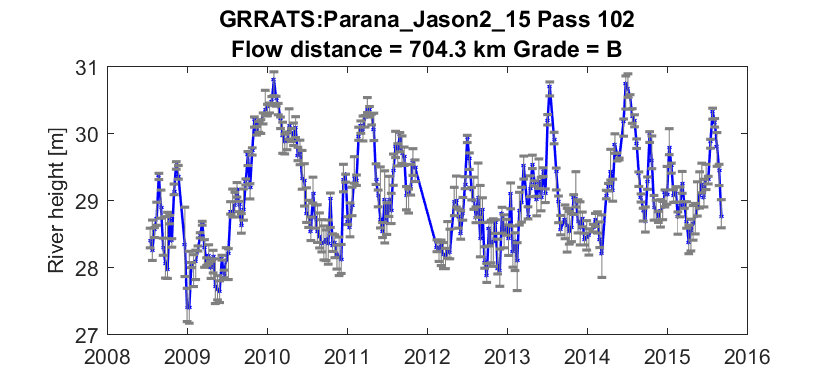 GRRATS:Parana_Jason2_15 Pass 102
Flow distance = 704.3 km Grade = B
River height [m]
31
30
29
28
27
2008 2009 2010 2011 2012 2013 2014 2015 2016